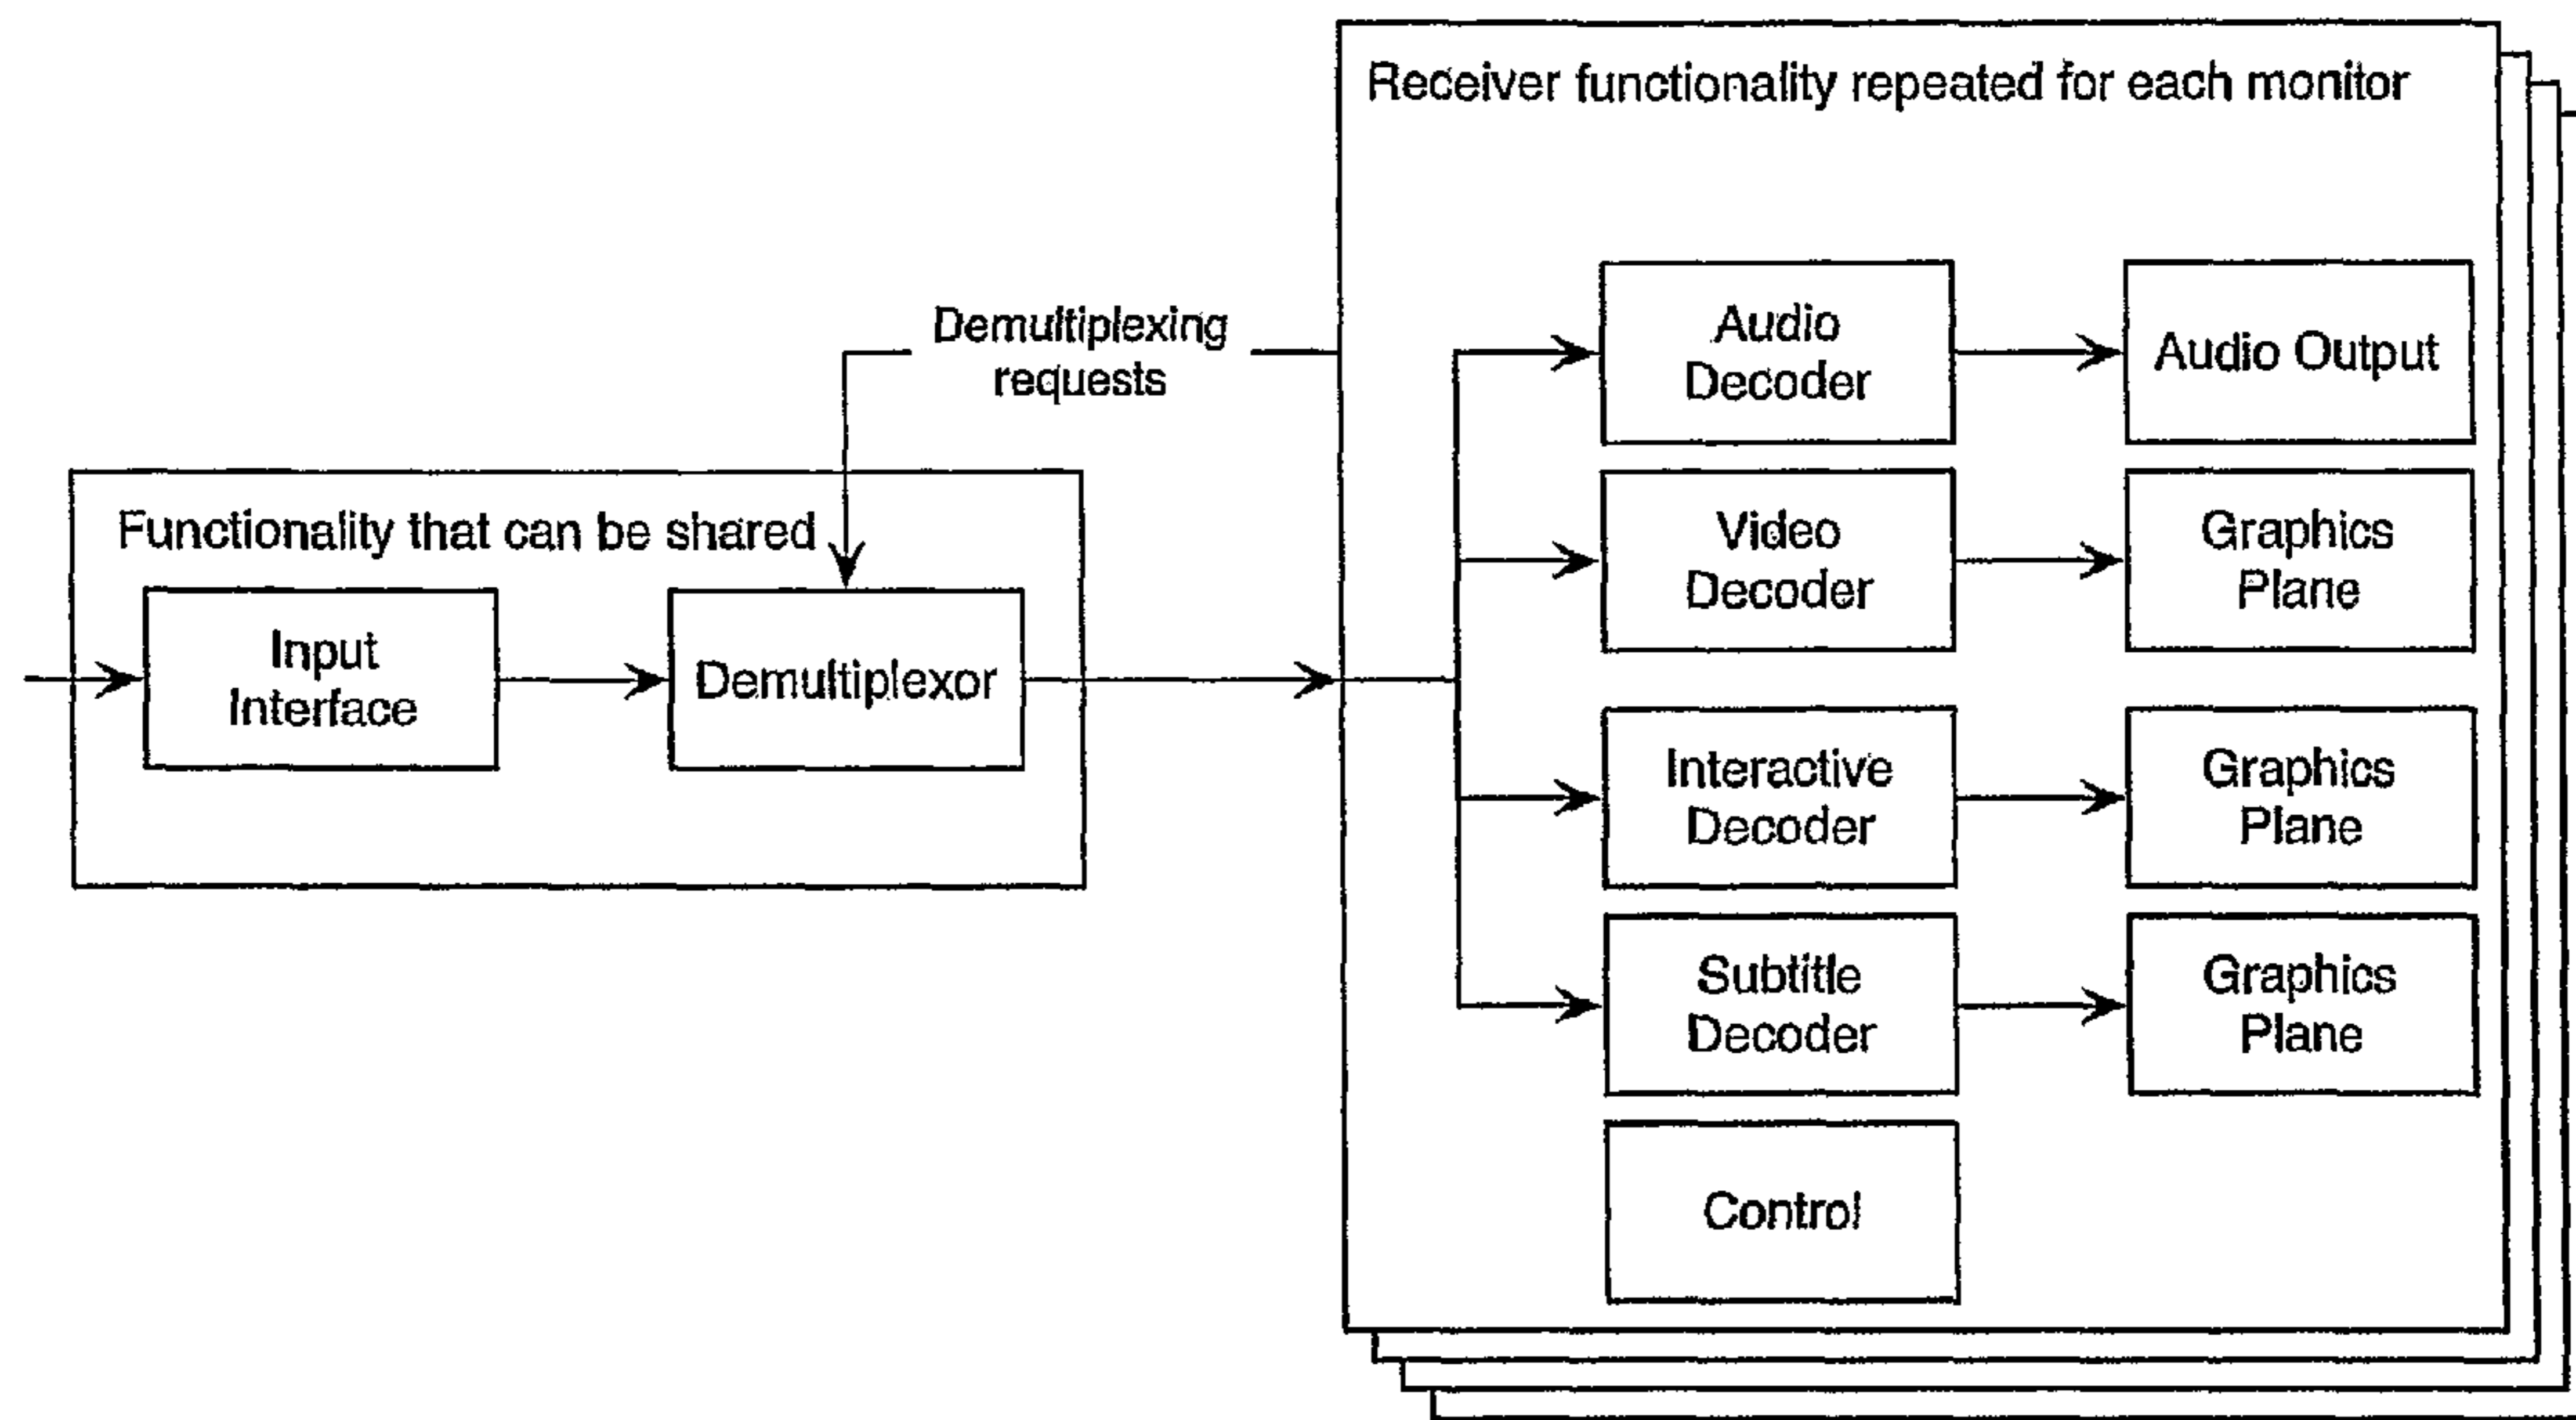 Receiver functionality repeated for each monitor
Demultiplexing
requests
Functionality that can be shared
Input
Interface
Demultiplexor
Audio
Decoder
Audio Output
Video
Decoder
Graphics
Plane
Interactive
Decoder
Graphics
Plane
Subtitle
Decoder
Graphics
Plane
Control